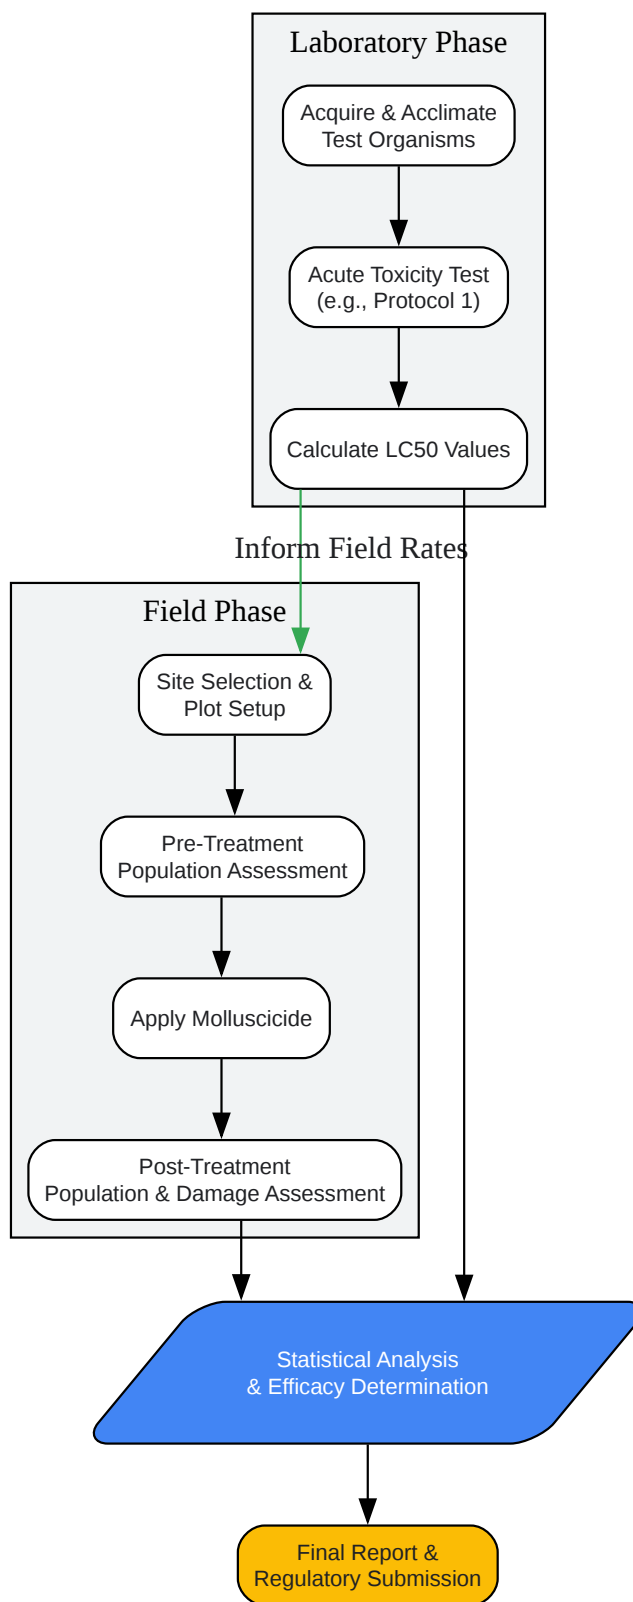 Laboratory Phase
Acquire & Acclimate
Test Organisms
Acute Toxicity Test
(e.g., Protocol 1)
Calculate LC50 Values
Inform Field Rates
Field Phase
Site Selection &
Plot Setup
Pre-Treatment
Population Assessment
Apply Molluscicide
Post-Treatment
Population & Damage Assessment
Statistical Analysis
& Efficacy Determination
Final Report &
Regulatory Submission